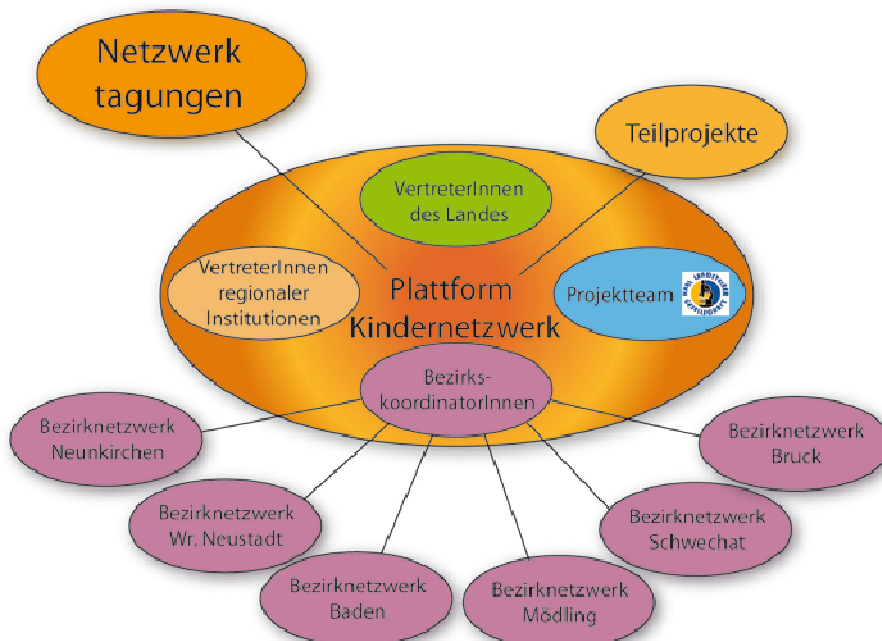 Netzwerk
tagungen
Teilprojekte
VertreterInnen
des Landes
VertreterInnen
regionaler
Institutionen
Plattform
Kindernetzwerk
Projektteam
Bezirks-
koordinatorInnen
Bezirknetzwerk
Neunkirchen
Bezirknetzwerk
Wr. Neustadt
Bezirknetzwerk
Baden
Bezirknetzwerk
Mödling
Bezirknetzwerk
Schwechat
Bezirknetzwerk
Bruck